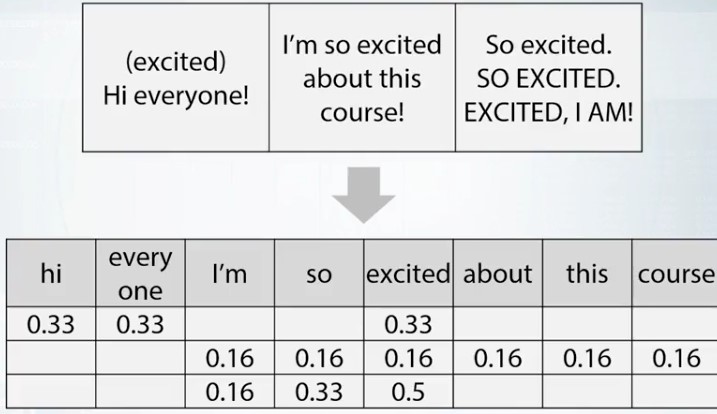 (excited)
Hi everyone!
I'm so excited
about this
course!
So excited.
SO EXCITED.
EXCITED, I AM!
hi every one I'm so excited about this course
0.33 0.33 0.33
0.16 0.16 0.16 0.16 0.16 0.16
0.16 0.33 0.5